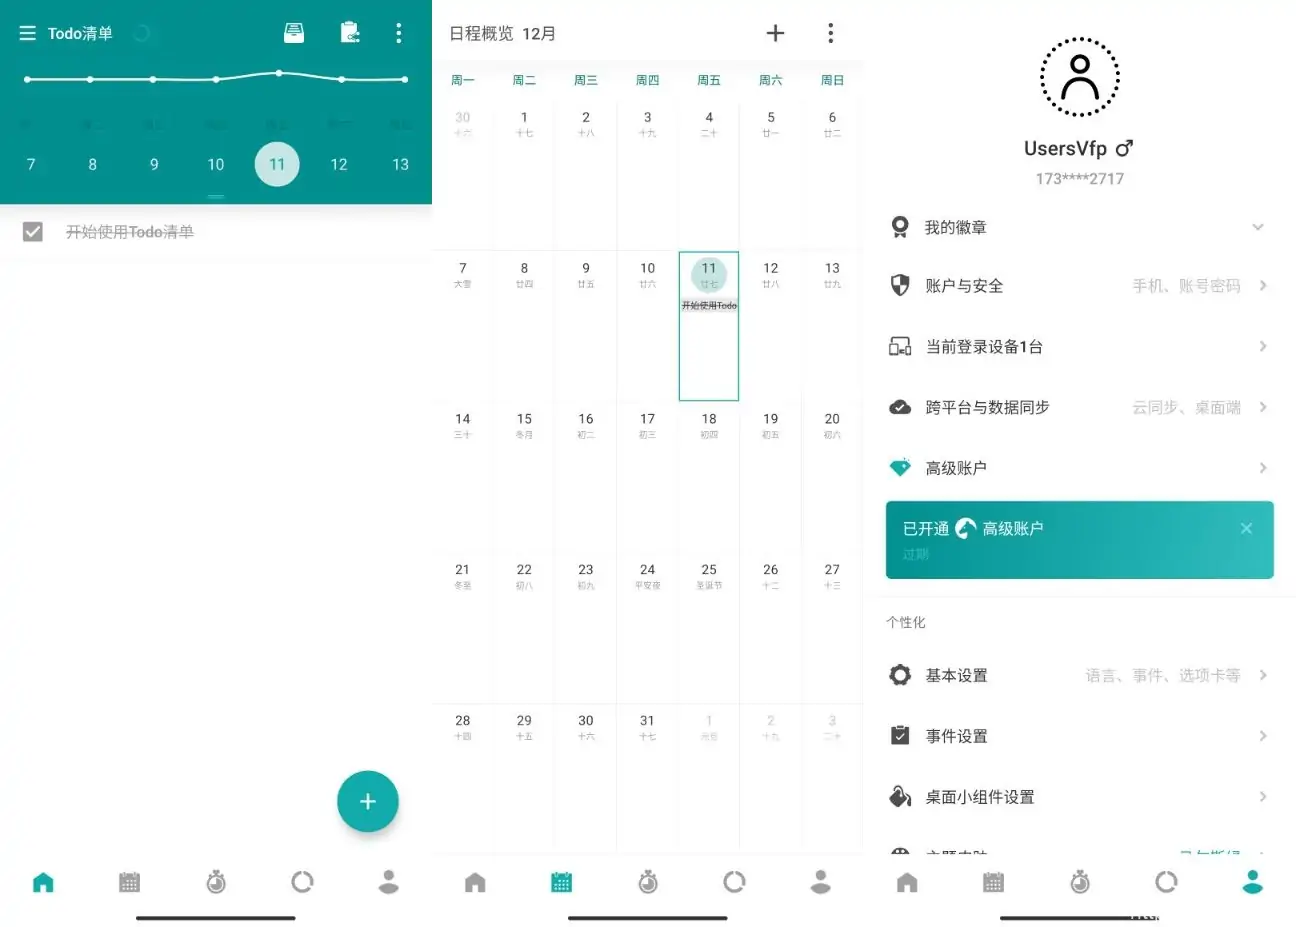 Todo清单
7 8 9 10 11 12 13
开始使用Todo清单
日程概览 12月
周一 周二 周三 周四 周五 周六 周日
30 1 2 3 4 5 6
十六 十七 十八 十九 二十 廿一 廿二
7 8 9 10 11 12 13
大雪 廿四 廿五 廿六 廿七 廿八 廿九
开始使用Todo
14 15 16 17 18 19 20
三十 冬月 初二 初三 初四 初五 初六
21 22 23 24 25 26 27
冬至 初八 初九 平安夜 圣诞节 十二 十三
28 29 30 31 1 2 3
十四 十五 十六 十七 元旦 十九 二十
UsersVfp
173****2717
我的徽章
账户与安全 手机、账号密码
当前登录设备1台
跨平台与数据同步 云同步、桌面端
高级账户
已开通 高级账户
过期
个性化
基本设置 语言、事件、选项卡等
事件设置
桌面小组件设置